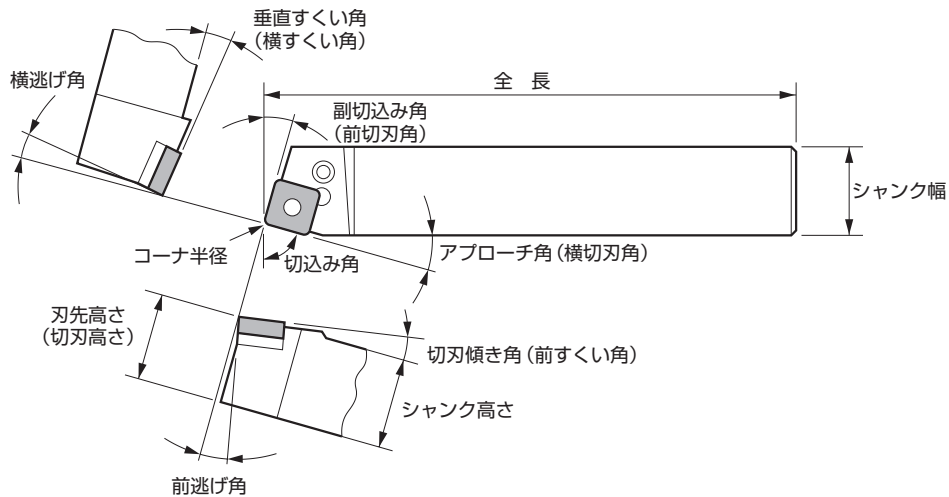 垂直すくい角
(横すくい角)
横逃げ角
全 長
副切込み角
(前切刃角)
シャンク幅
コーナ半径
切込み角
アプローチ角(横切刃角)
刃先高さ
(切刃高さ)
切刃傾き角(前すくい角)
シャンク高さ
前逃げ角